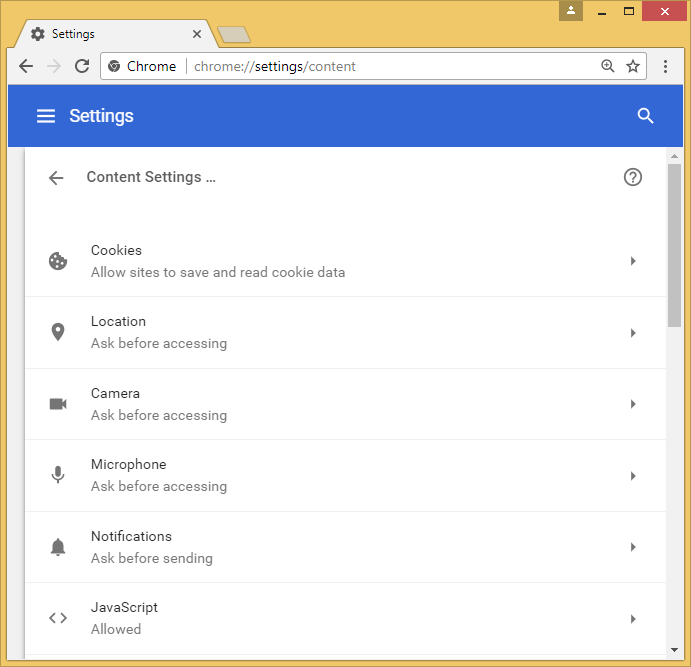 Settings
Chrome chrome://settings/content
Settings
Content Settings ...
Cookies
Allow sites to save and read cookie data
Location
Ask before accessing
Camera
Ask before accessing
Microphone
Ask before accessing
Notifications
Ask before sending
JavaScript
Allowed